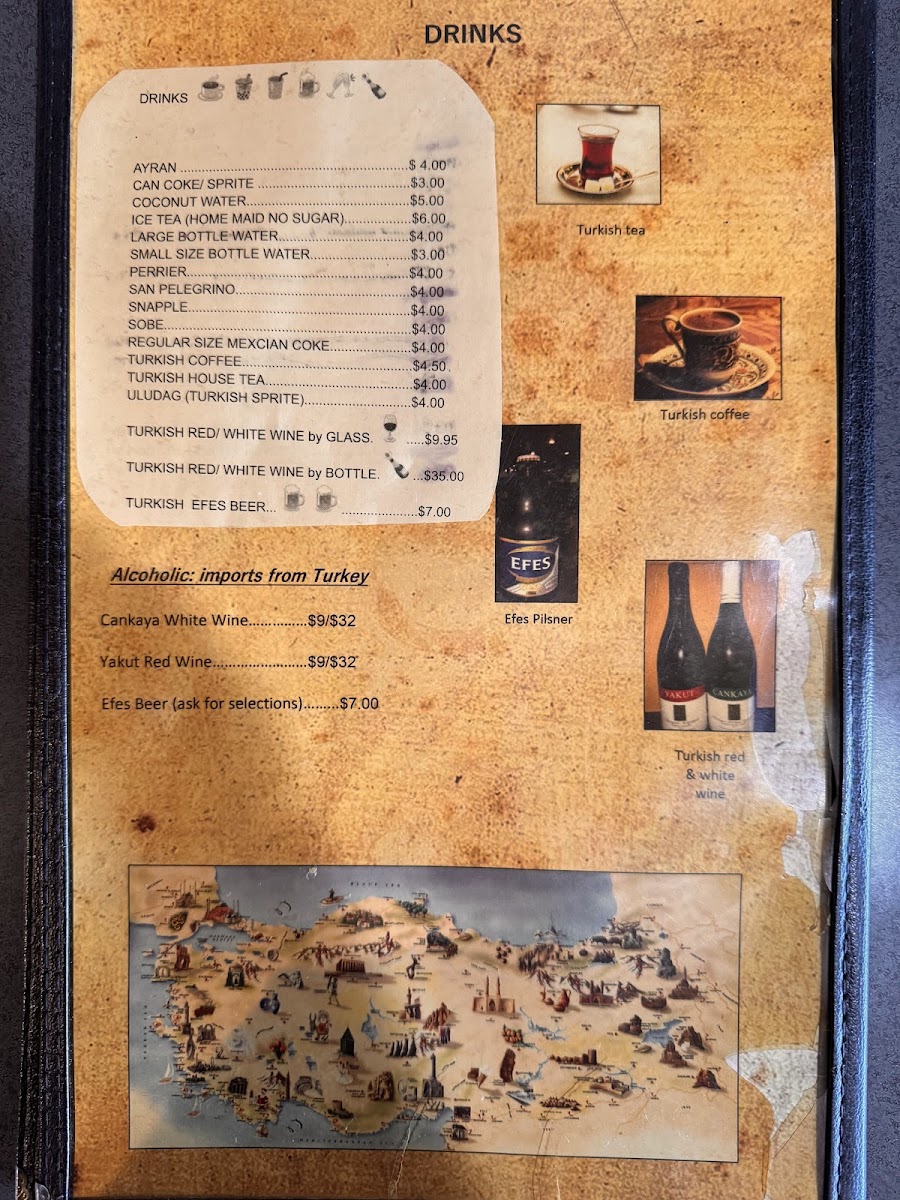 DRINKS
DRINKS
AYRAN ........................................................$ 4.00
CAN COKE/ SPRITE .....................................$3.00
COCONUT WATER........................................$5.00
ICE TEA (HOME MAID NO SUGAR)................$6.00
LARGE BOTTLE WATER................................$4.00
SMALL SIZE BOTTLE WATER........................$3.00
PERRIER......................................................$4.00
SAN PELEGRINO..........................................$4.00
SNAPPLE......................................................$4.00
SOBE............................................................$4.00
REGULAR SIZE MEXCIAN COKE...................$4.00
TURKISH COFFEE.........................................$4.50
TURKISH HOUSE TEA...................................$4.00
ULUDAG (TURKISH SPRITE).........................$4.00
TURKISH RED/ WHITE WINE by GLASS. .....$9.95
TURKISH RED/ WHITE WINE by BOTTLE. ...$35.00
TURKISH EFES BEER... ...................$7.00
Turkish tea
Turkish coffee
EFES
Efes Pilsner
Alcoholic: imports from Turkey
Cankaya White Wine...............$9/$32
Yakut Red Wine........................$9/$32
Efes Beer (ask for selections).........$7.00
YAKUT
CANKAYA
Turkish red
& white
wine
BLACK SEA